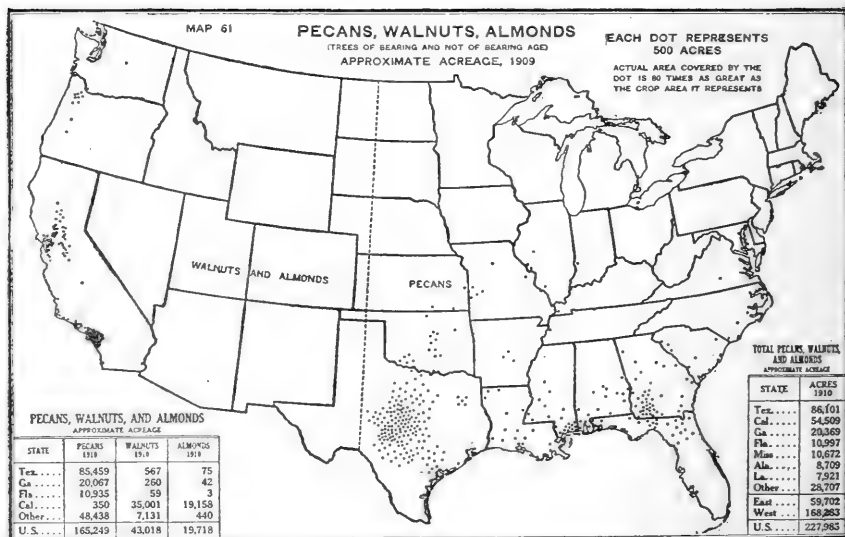 MAP 61
PECANS, WALNUTS, ALMONDS
(TREES OF BEARING AND NOT OF BEARING AGE)
APPROXIMATE ACREAGE, 1909
EACH DOT REPRESENTS
500 ACRES
ACTUAL AREA COVERED BY THE
DOT IS 80 TIMES AS GREAT AS
THE CROP AREA IT REPRESENTS
WALNUTS AND ALMONDS
PECANS
PECANS, WALNUTS, AND ALMONDS
APPROXIMATE ACREAGE
STATE PECANS 1910 WALNUTS 1910 ALMONDS 1910
Tex..... 85,459 567 75
Ga..... 20,067 260 42
Fla..... 10,935 59 3
Cal..... 350 35,001 19,158
Other... 48,438 7,131 440
U.S..... 165,249 43,018 19,718
TOTAL PECANS, WALNUTS,
AND ALMONDS
APPROXIMATE ACREAGE
STATE ACRES 1910
Tex..... 86,101
Cal..... 54,509
Ga..... 20,369
Fla..... 10,997
Miss.... 10,672
Ala..... 8,709
La..... 7,921
Other... 28,707
East.... 59,702
West... 168,283
U.S..... 227,985